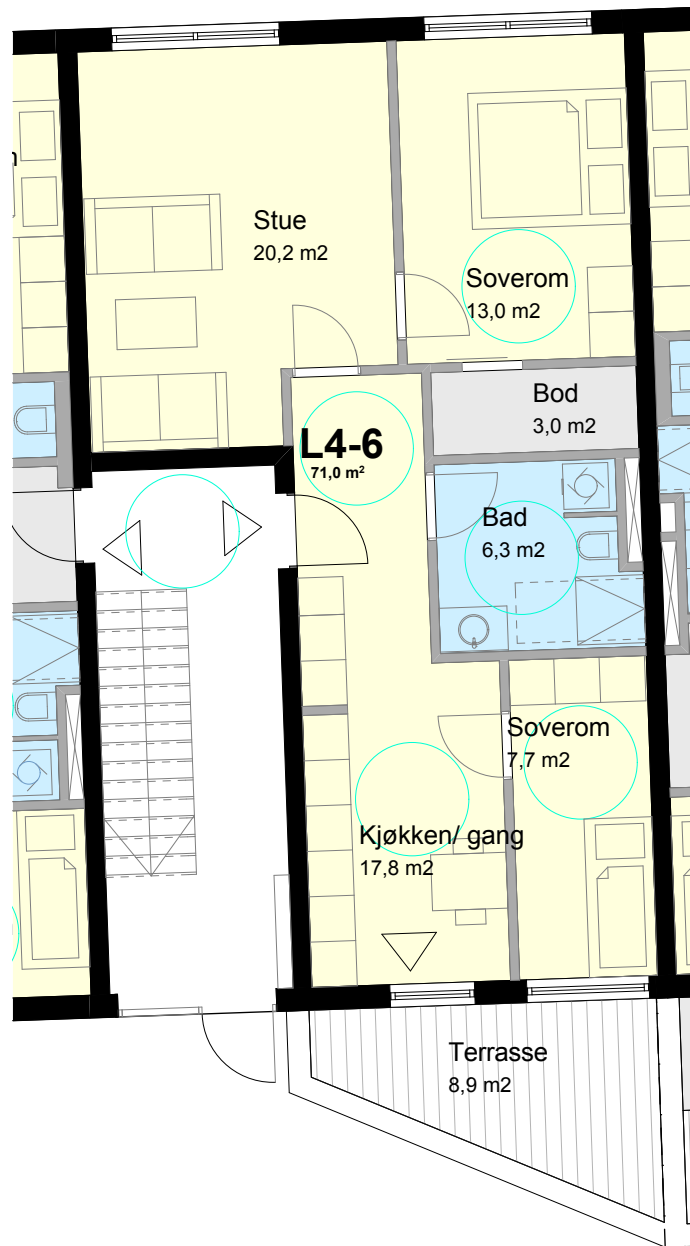 Stue
20,2 m2
Soverom
13,0 m2
Bod
3,0 m2
L4-6
71,0 m²
Bad
6,3 m2
Soverom
7,7 m2
Kjøkken/ gang
17,8 m2
Terrasse
8,9 m2